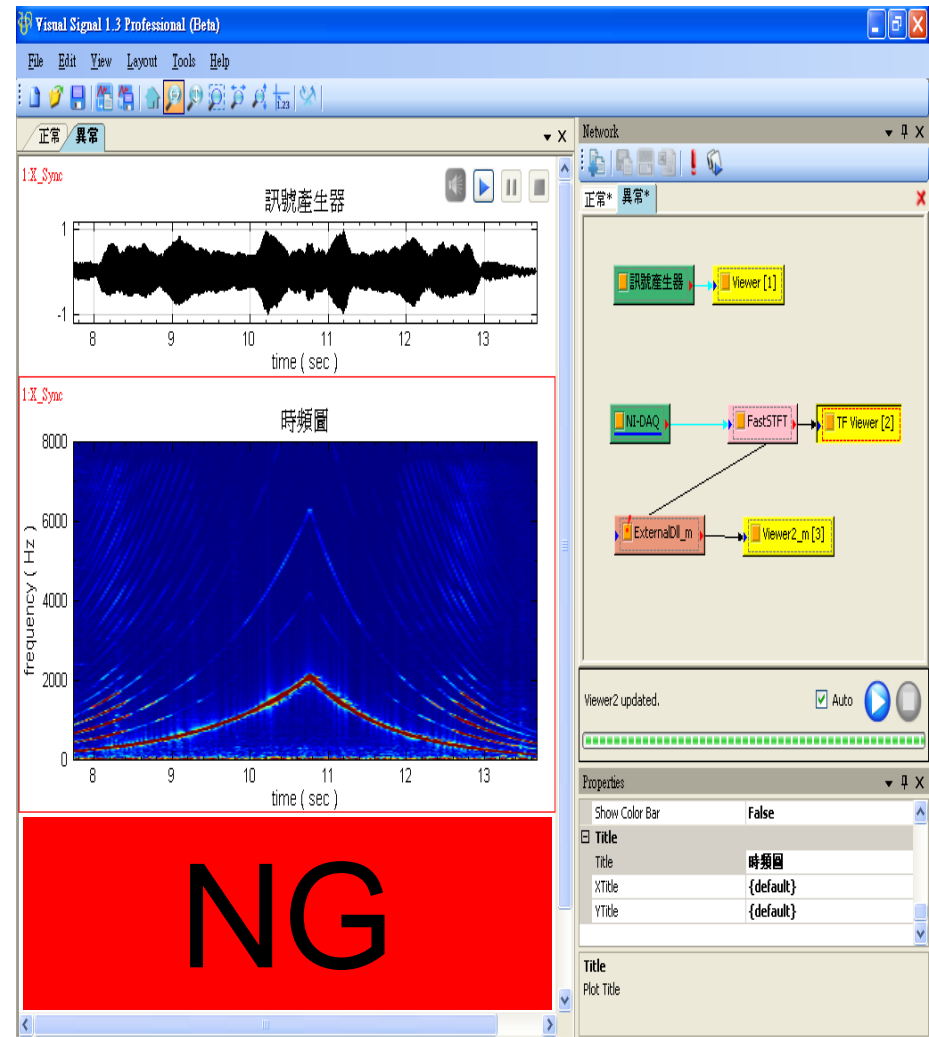 Visual Signal 1.3 Professional (Beta)
File Edit View Layout Tools Help
1.23
正常 異常
1:X_Sync
訊號產生器
1
-1
8 9 10 11 12 13
time ( sec )
1:X_Sync
時頻圖
8000
6000
4000
2000
0
frequency ( Hz )
8 9 10 11 12 13
time ( sec )
NG
Network
正常* 異常*
訊號產生器 Viewer [1]
NI-DAQ FastSTFT TF Viewer [2]
ExternalDll_m Viewer2_m [3]
Viewer2 updated. Auto
Properties
Show Color Bar False
Title
Title 時頻圖
XTitle {default}
YTitle {default}
Title
Plot Title